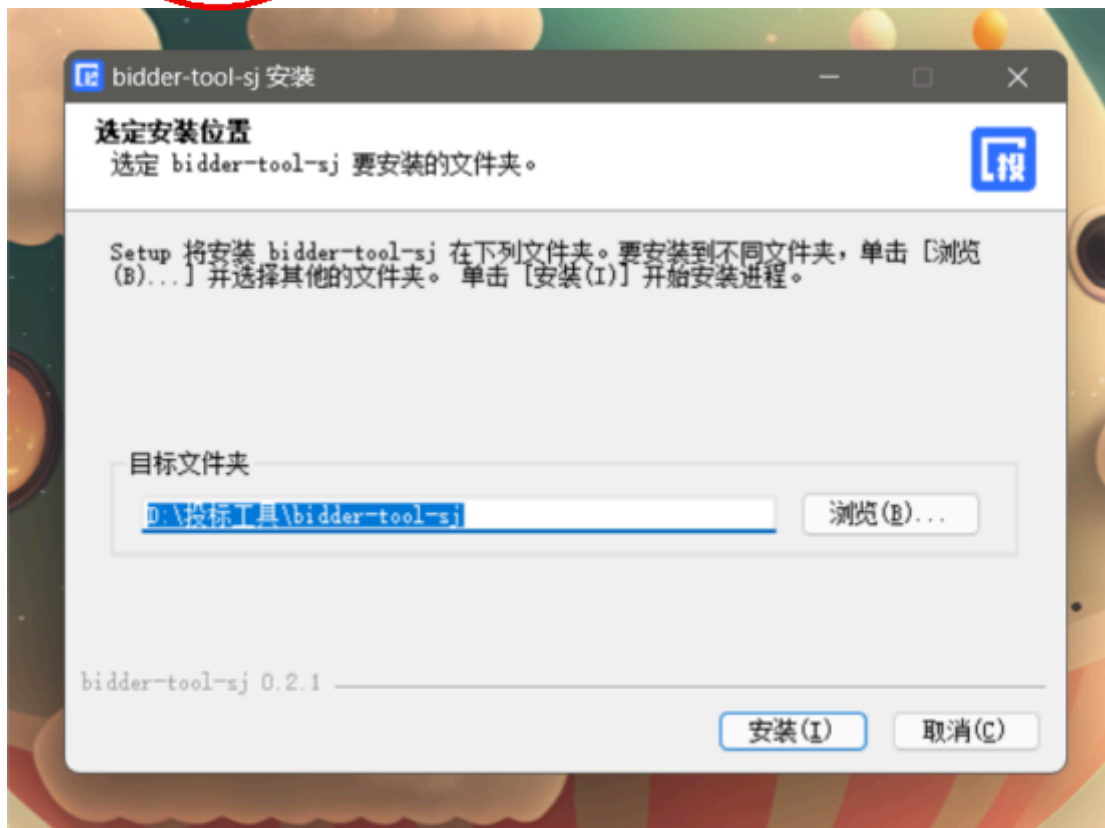 bidder-tool-sj 安装
选定安装位置
选定 bidder-tool-sj 要安装的文件夹。
投
Setup 将安装 bidder-tool-sj 在下列文件夹。要安装到不同文件夹，单击 [浏览
(B)...] 并选择其他的文件夹。 单击 [安装(I)] 开始安装进程。
目标文件夹
D:\投标工具\bidder-tool-sj
浏览(B)...
bidder-tool-sj 0.2.1
安装(I)
取消(C)